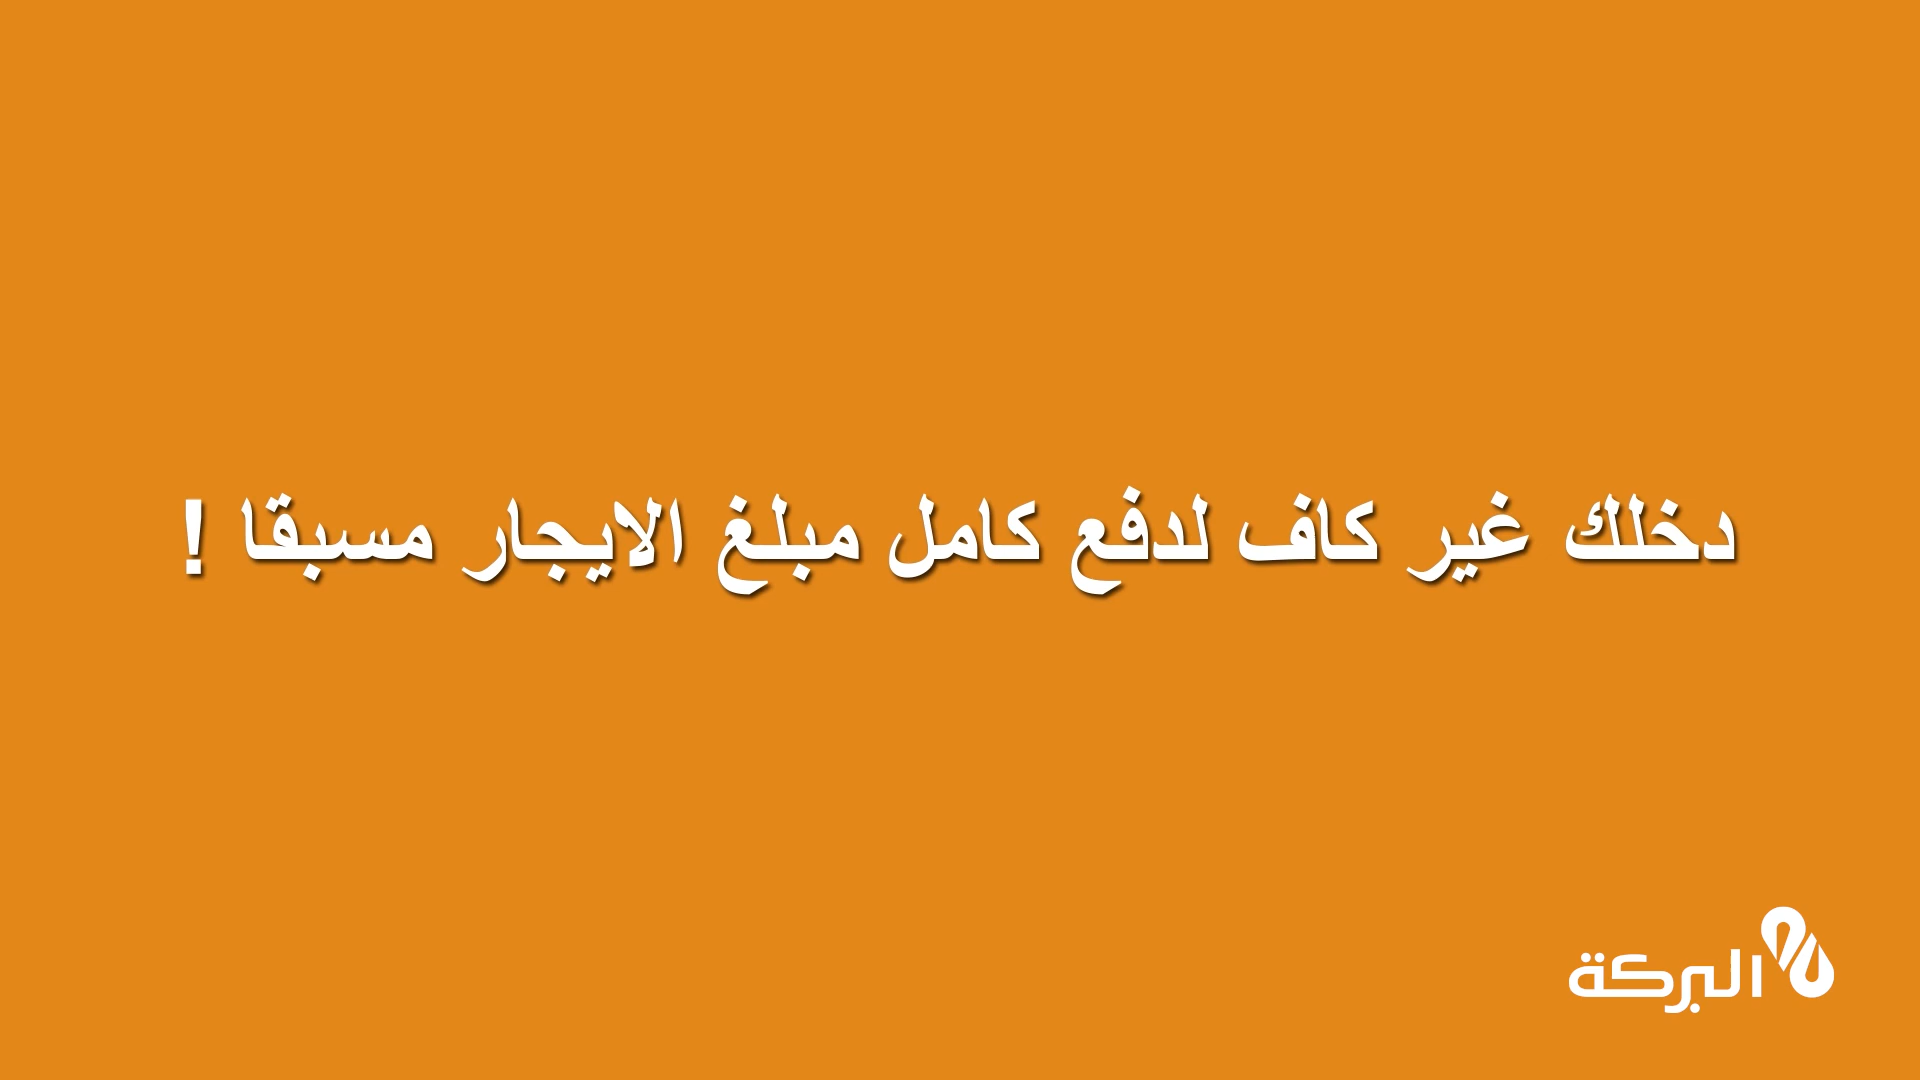 دخلك غير كاف لدفع كامل مبلغ الايجار مسبقا !
البركة